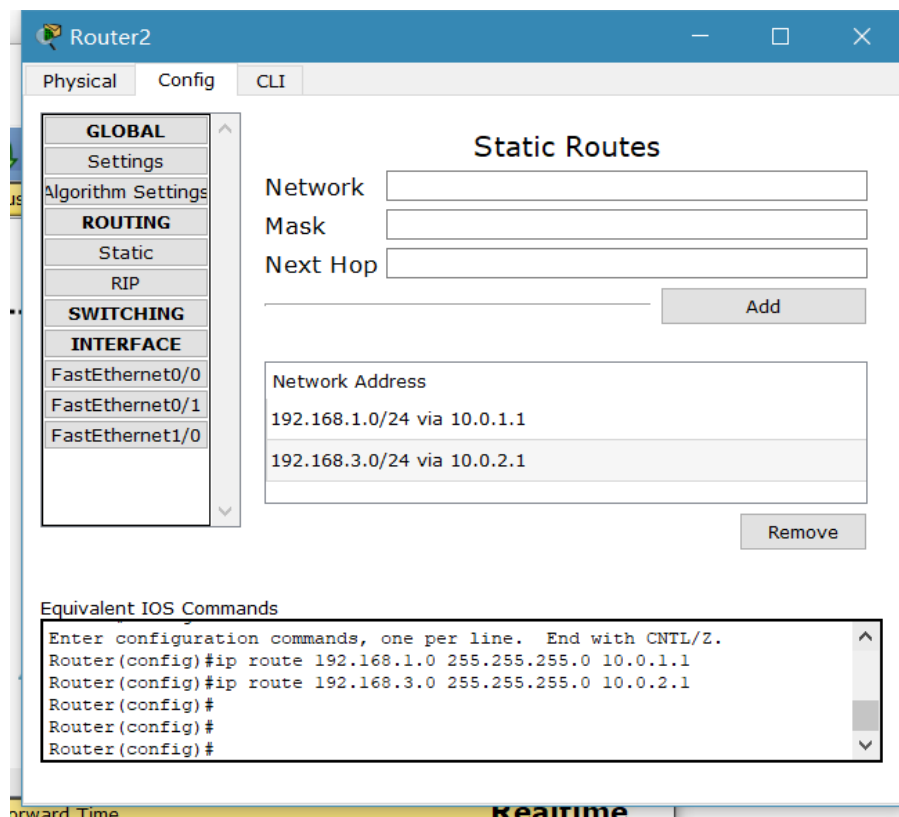 Router2
Physical Config CLI
GLOBAL
Settings
Algorithm Settings
ROUTING
Static
RIP
SWITCHING
INTERFACE
FastEthernet0/0
FastEthernet0/1
FastEthernet1/0
Static Routes
Network
Mask
Next Hop
Add
Network Address
192.168.1.0/24 via 10.0.1.1
192.168.3.0/24 via 10.0.2.1
Remove
Equivalent IOS Commands
Enter configuration commands, one per line. End with CNTL/Z.
Router(config)#ip route 192.168.1.0 255.255.255.0 10.0.1.1
Router(config)#ip route 192.168.3.0 255.255.255.0 10.0.2.1
Router(config)#
Router(config)#
Router(config)#
orward Time
Realtime